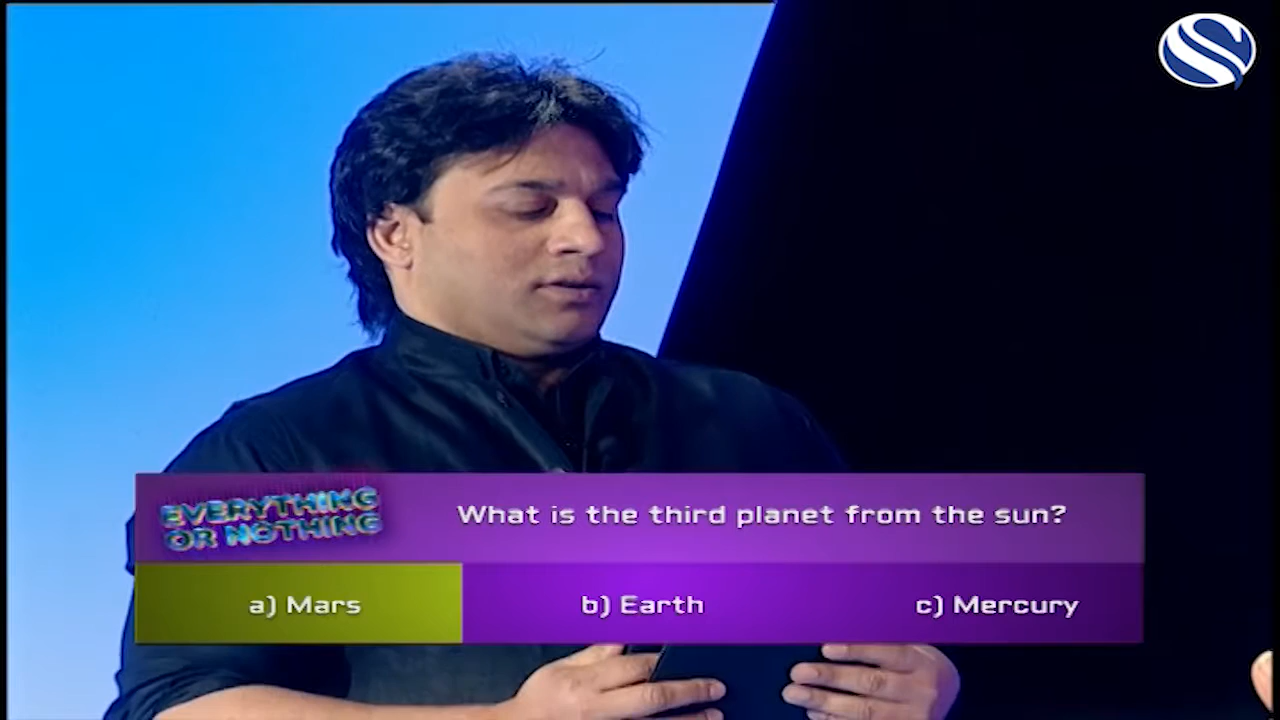 EVERYTHING
OR NOTHING
What is the third planet from the sun?
a) Mars
b) Earth
c) Mercury